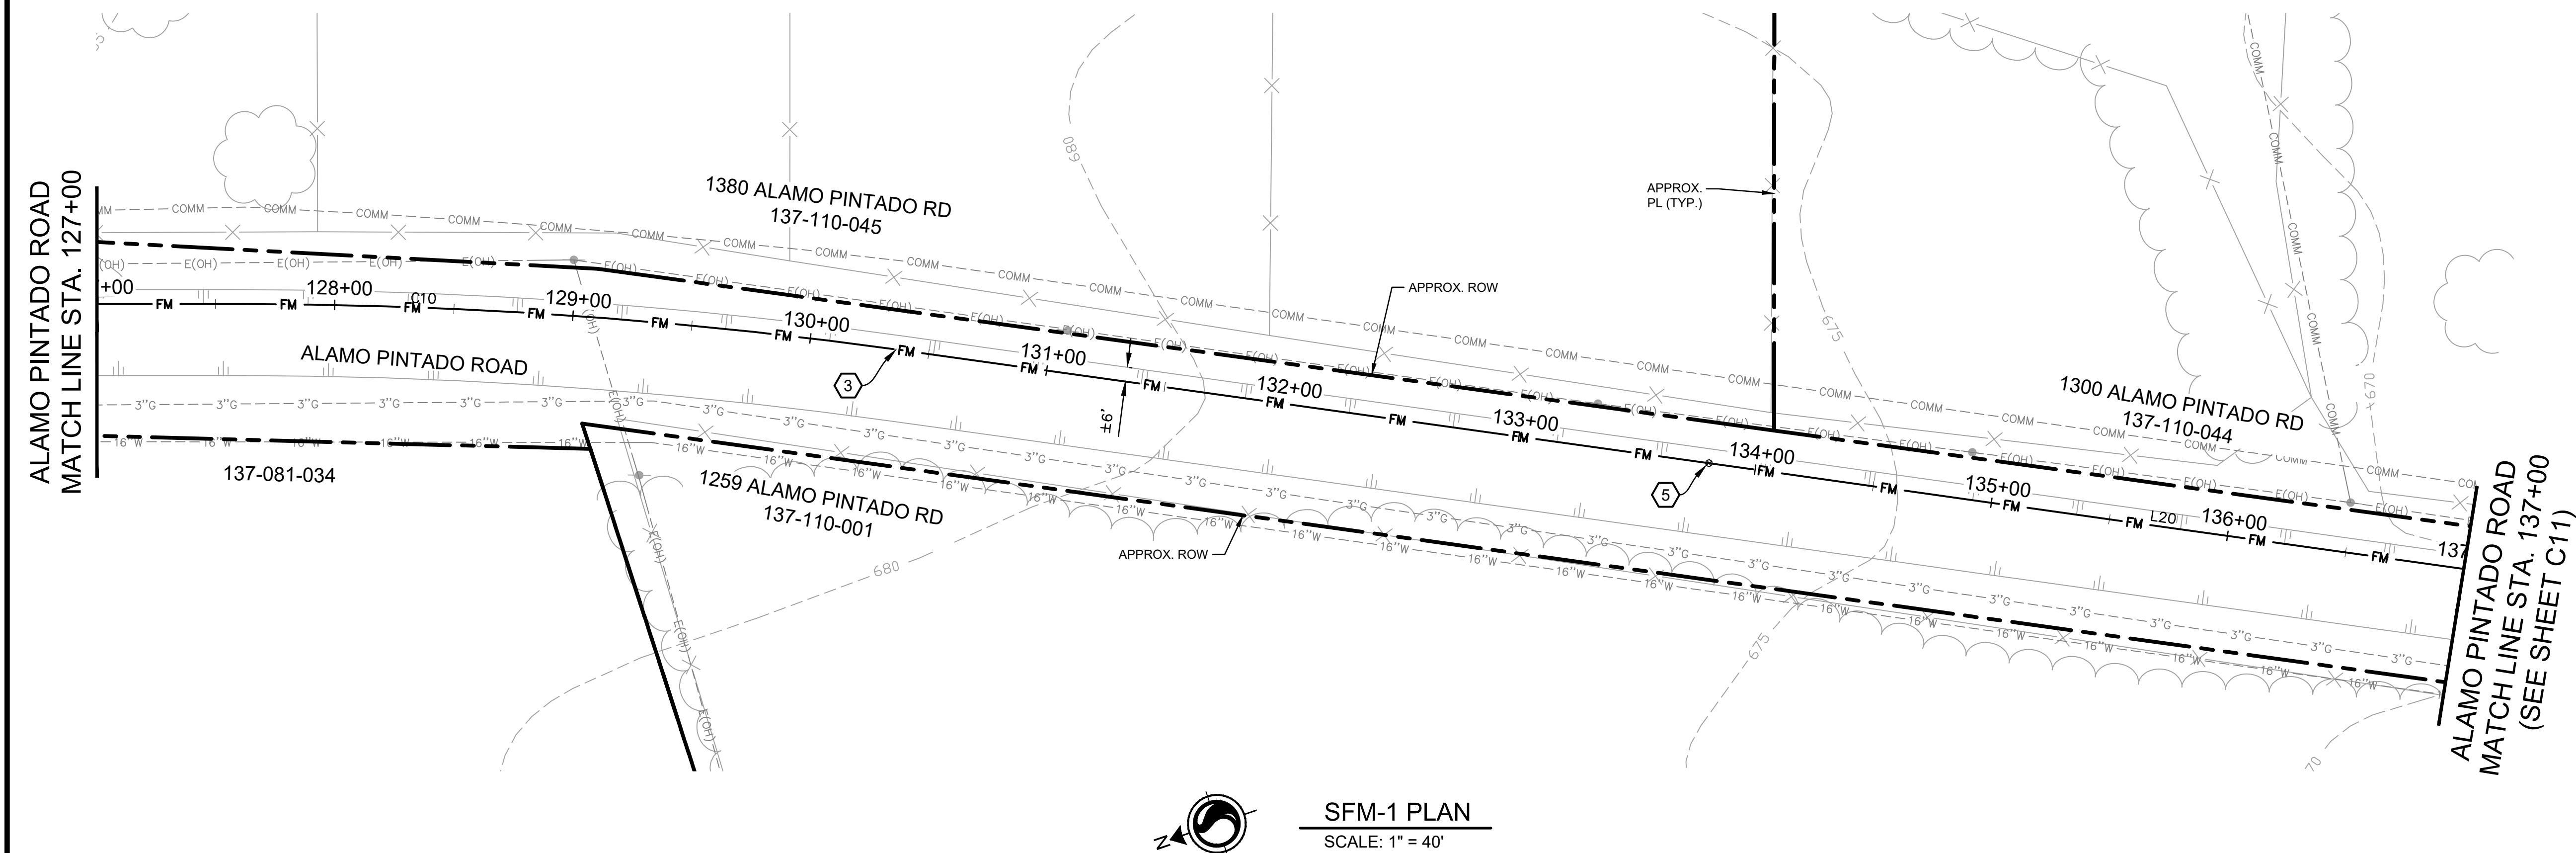 ALAMO PINTADO ROAD
MATCH LINE STA. 127+00
1380 ALAMO PINTADO RD
137-110-045
680
APPROX.
PL (TYP.)
675
670
APPROX. ROW
1300 ALAMO PINTADO RD
137-110-044
COMM
E(OH)
FM
+00
128+00
C10
129+00
130+00
131+00
132+00
133+00
134+00
135+00
L20
136+00
137
3
5
±6'
ALAMO PINTADO ROAD
3"G
16"W
137-081-034
1259 ALAMO PINTADO RD
137-110-001
680
APPROX. ROW
675
70
ALAMO PINTADO ROAD
MATCH LINE STA. 137+00
(SEE SHEET C11)
N
SFM-1 PLAN
SCALE: 1" = 40'